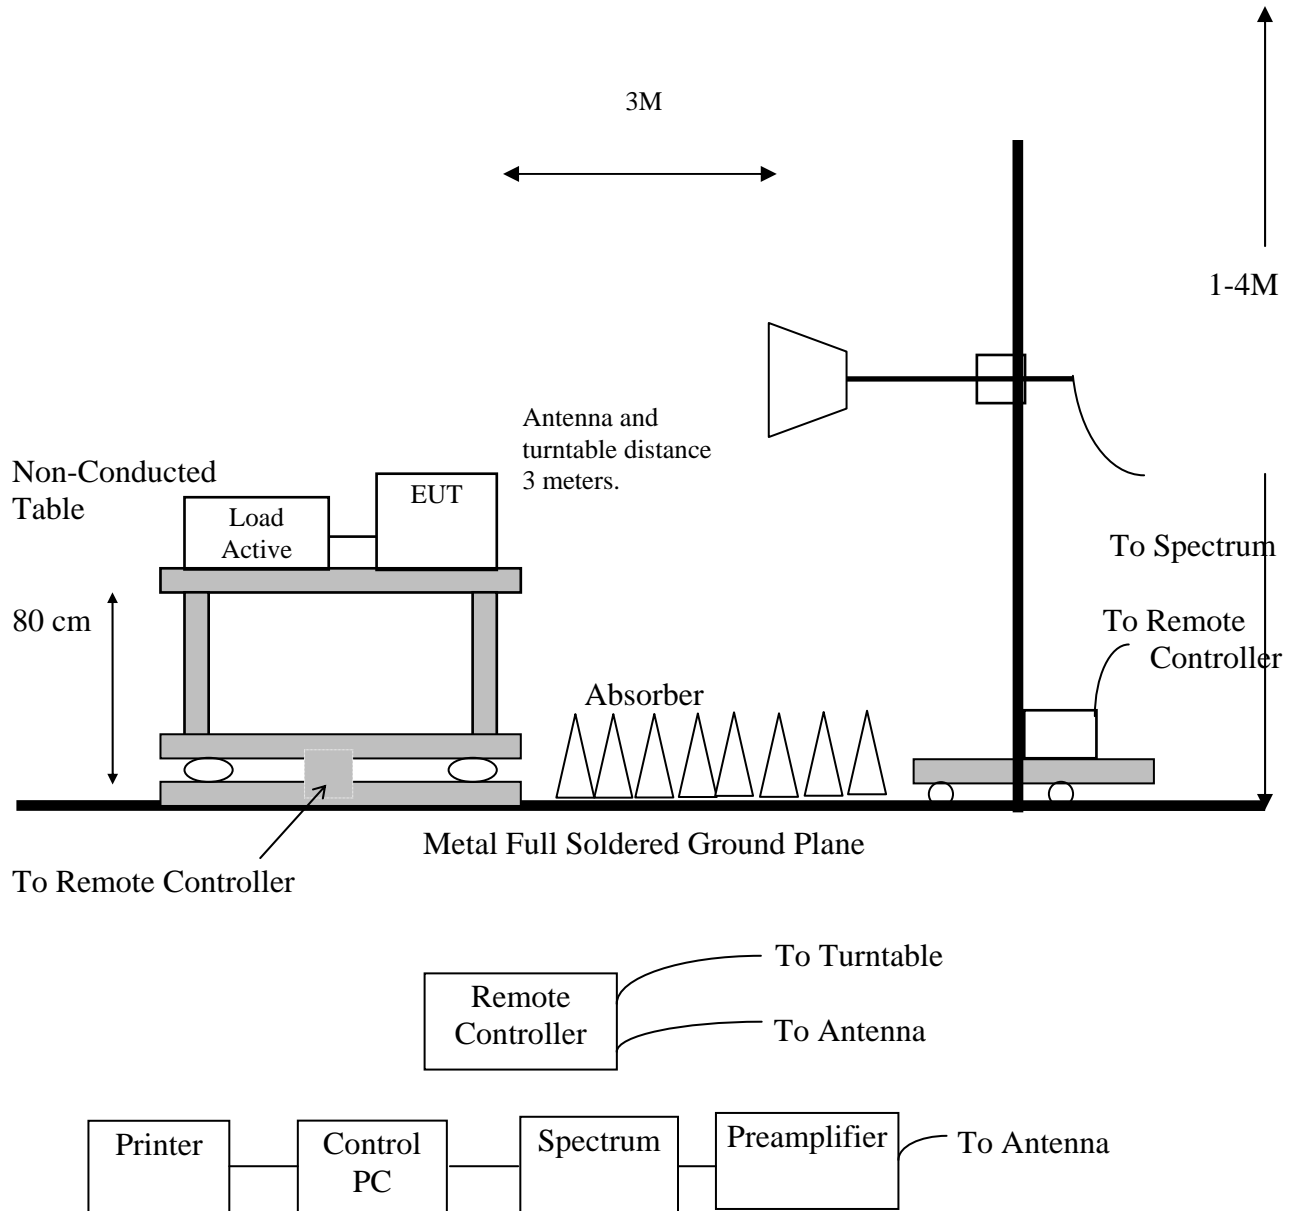 3M
1-4M
Antenna and
turntable distance
3 meters.
Non-Conducted
Table
EUT
Load
Active
To Spectrum
80 cm
To Remote
Controller
Absorber
Metal Full Soldered Ground Plane
To Remote Controller
To Turntable
Remote
Controller
To Antenna
Printer
Control
PC
Spectrum
Preamplifier
To Antenna